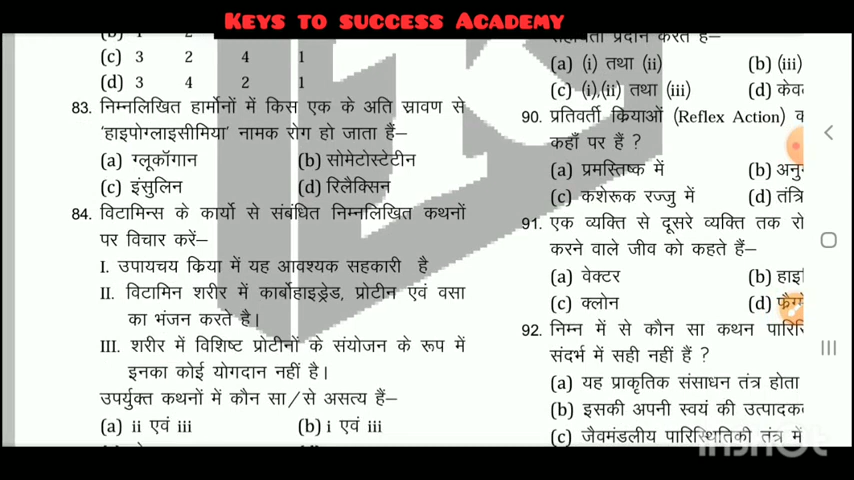 KEYS TO SUCCESS ACADEMY
(c) 3 2 4 1
(d) 3 4 2 1
83. निम्नलिखित हार्मोनों में किस एक के अति स्रावण से
'हाइपोग्लाइसीमिया' नामक रोग हो जाता हैं–
(a) ग्लूकॉगान (b) सोमेटोस्टेटीन
(c) इंसुलिन (d) रिलैक्सिन
84. विटामिन्स के कार्यो से संबंधित निम्नलिखित कथनों
पर विचार करें–
I. उपायचय क्रिया में यह आवश्यक सहकारी है
II. विटामिन शरीर में कार्बोहाइड्रेड, प्रोटीन एवं वसा
का भंजन करते है।
III. शरीर में विशिष्ट प्रोटीनों के संयोजन के रूप में
इनका कोई योगदान नहीं है।
उपर्युक्त कथनों में कौन सा/से असत्य हैं–
(a) ii एवं iii (b) i एवं iii
प्रदान करते है–
(a) (i) तथा (ii) (b) (iii)
(c) (i),(ii) तथा (iii) (d)
90. प्रतिवर्ती क्रियाओं (Reflex Action)
कहाँ पर हैं ?
(a) प्रमस्तिष्क में (b)
(c) कशेरूक रज्जु में (d)
91. एक व्यक्ति से दूसरे व्यक्ति तक
करने वाले जीव को कहते हैं–
(a) वेक्टर (b)
(c) क्लोन (d)
92. निम्न में से कौन सा कथन
संदर्भ में सही नहीं हैं ?
(a) यह प्राकृतिक संसाधन तंत्र होता
(b) इसकी अपनी स्वयं की
(c) जैवमंडलीय पारिस्थितिकी तंत्र में
InShot